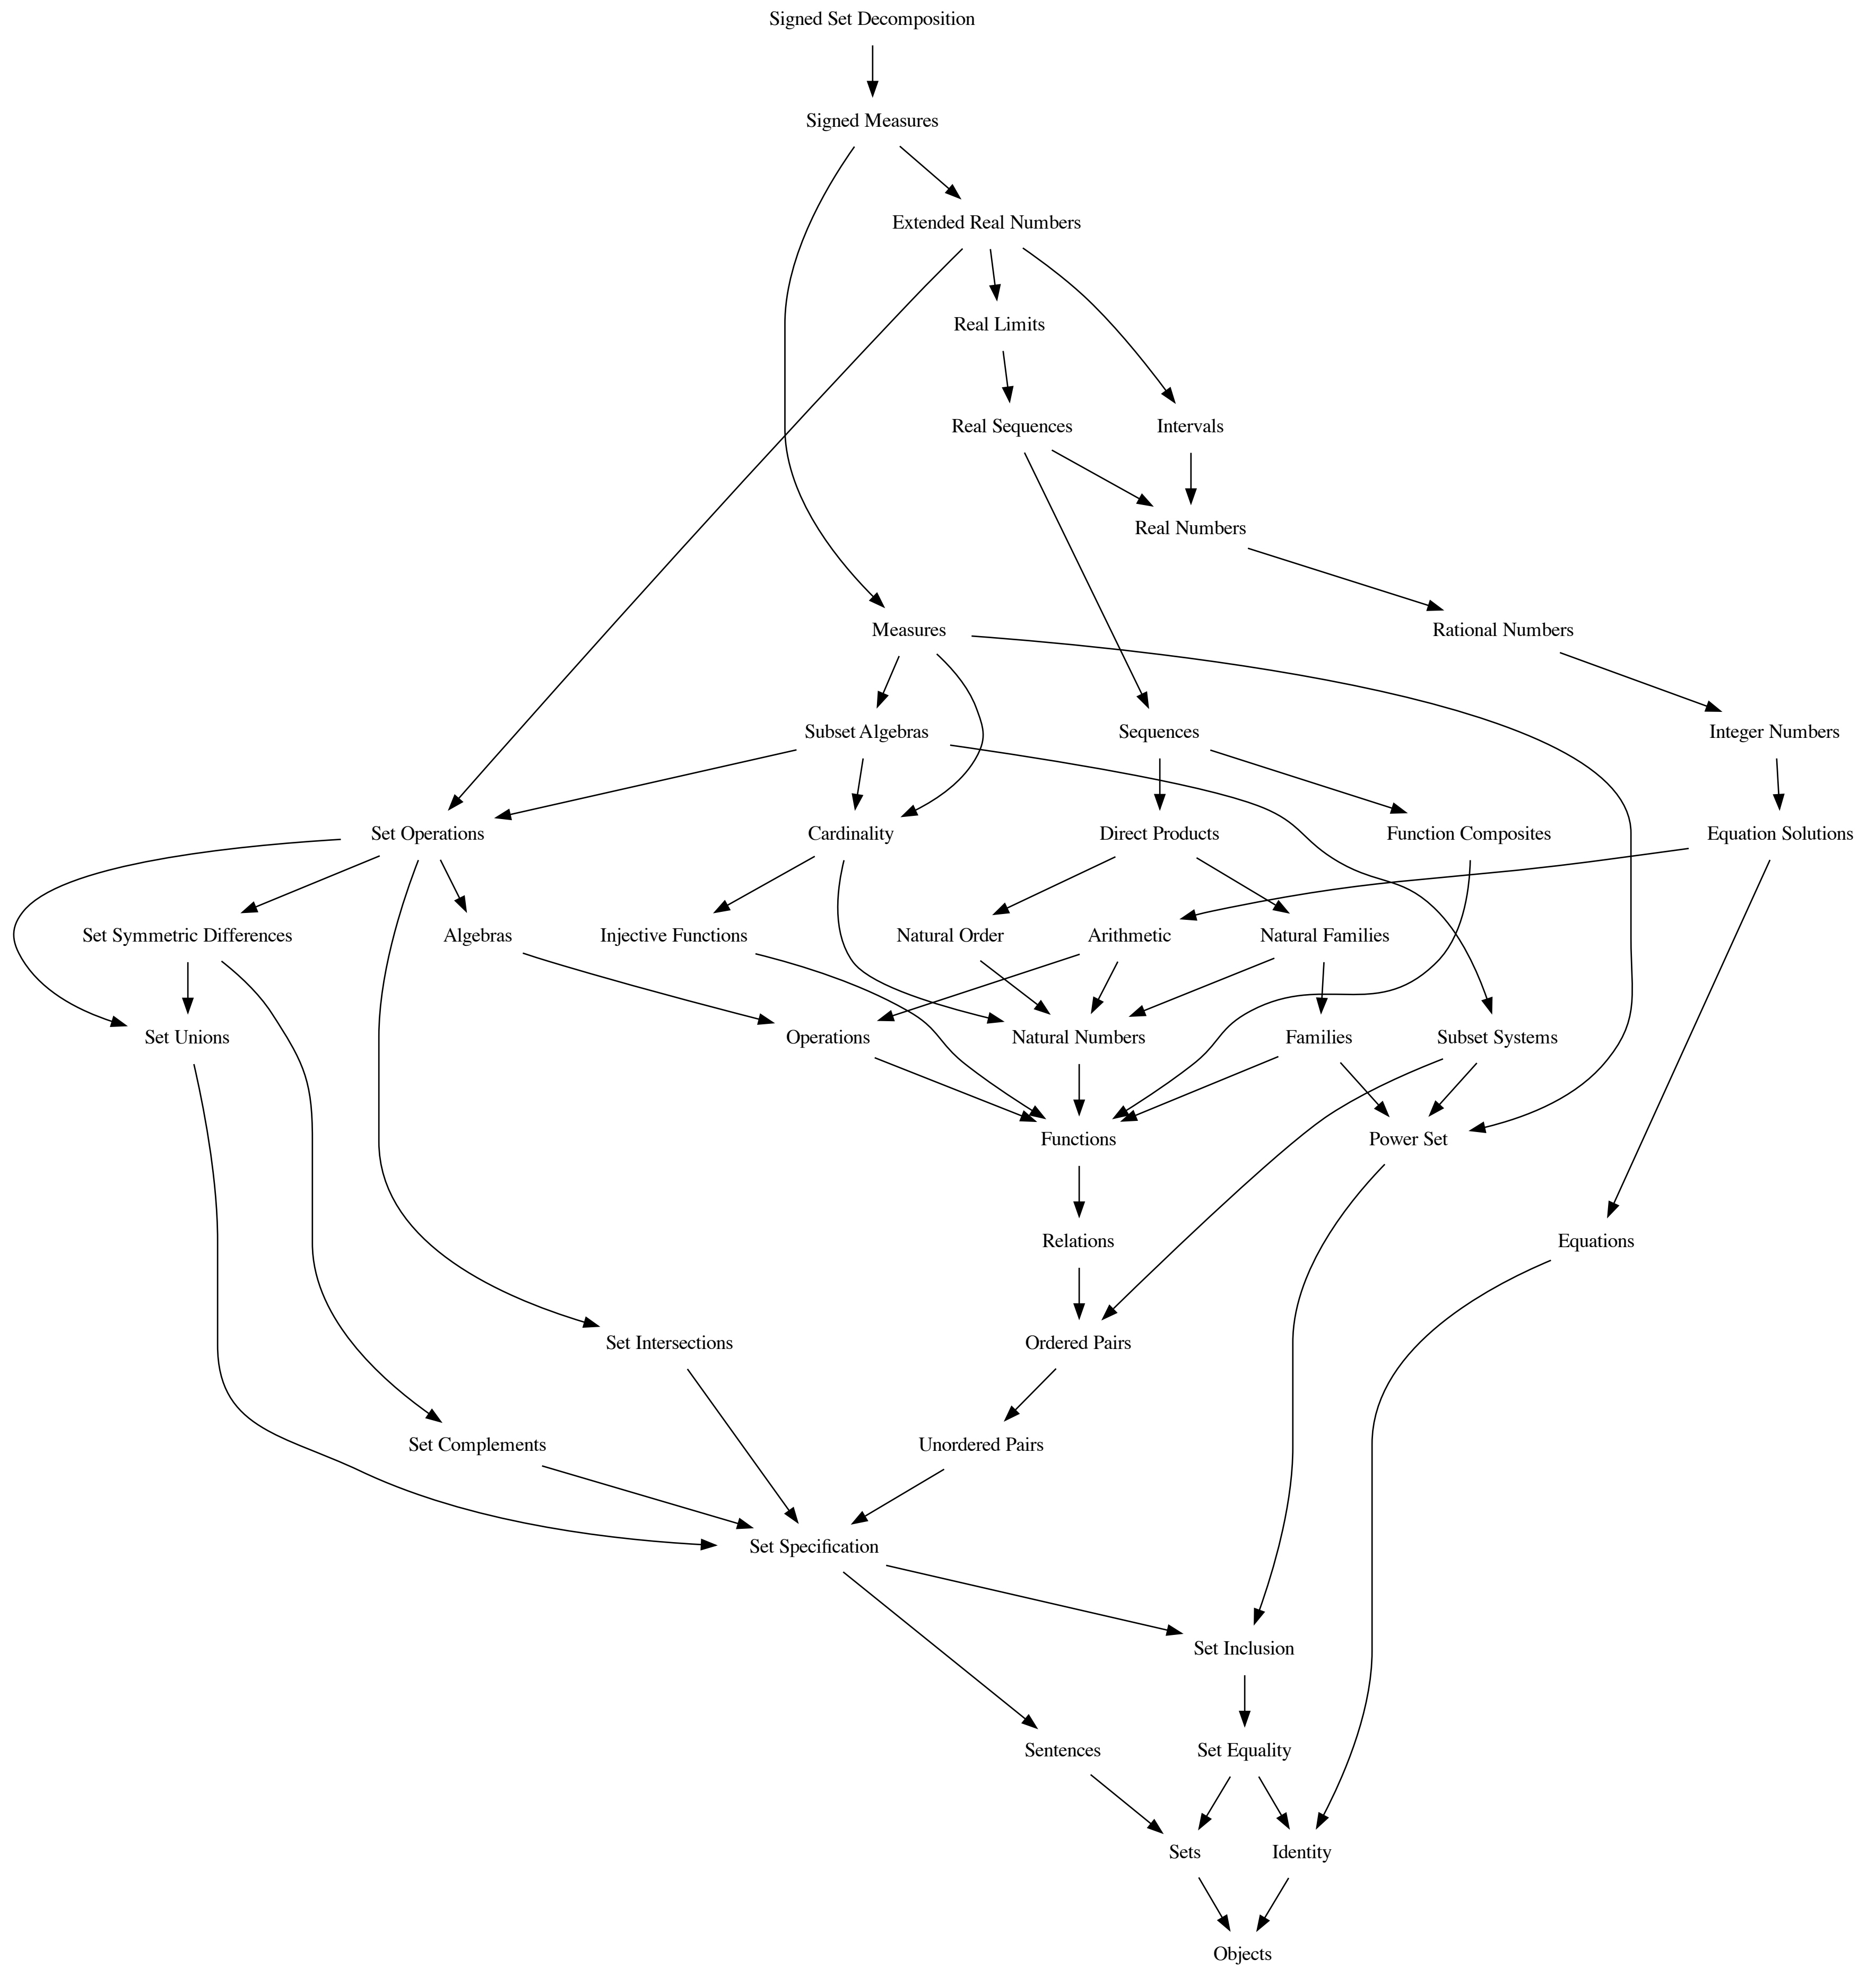 Signed Set Decomposition
Signed Measures
Extended Real Numbers
Real Limits
Real Sequences
Intervals
Real Numbers
Measures
Rational Numbers
Subset Algebras
Sequences
Integer Numbers
Set Operations
Cardinality
Direct Products
Function Composites
Equation Solutions
Set Symmetric Differences
Algebras
Injective Functions
Natural Order
Arithmetic
Natural Families
Set Unions
Operations
Natural Numbers
Families
Subset Systems
Functions
Power Set
Relations
Equations
Set Intersections
Ordered Pairs
Set Complements
Unordered Pairs
Set Specification
Set Inclusion
Sentences
Set Equality
Sets
Identity
Objects